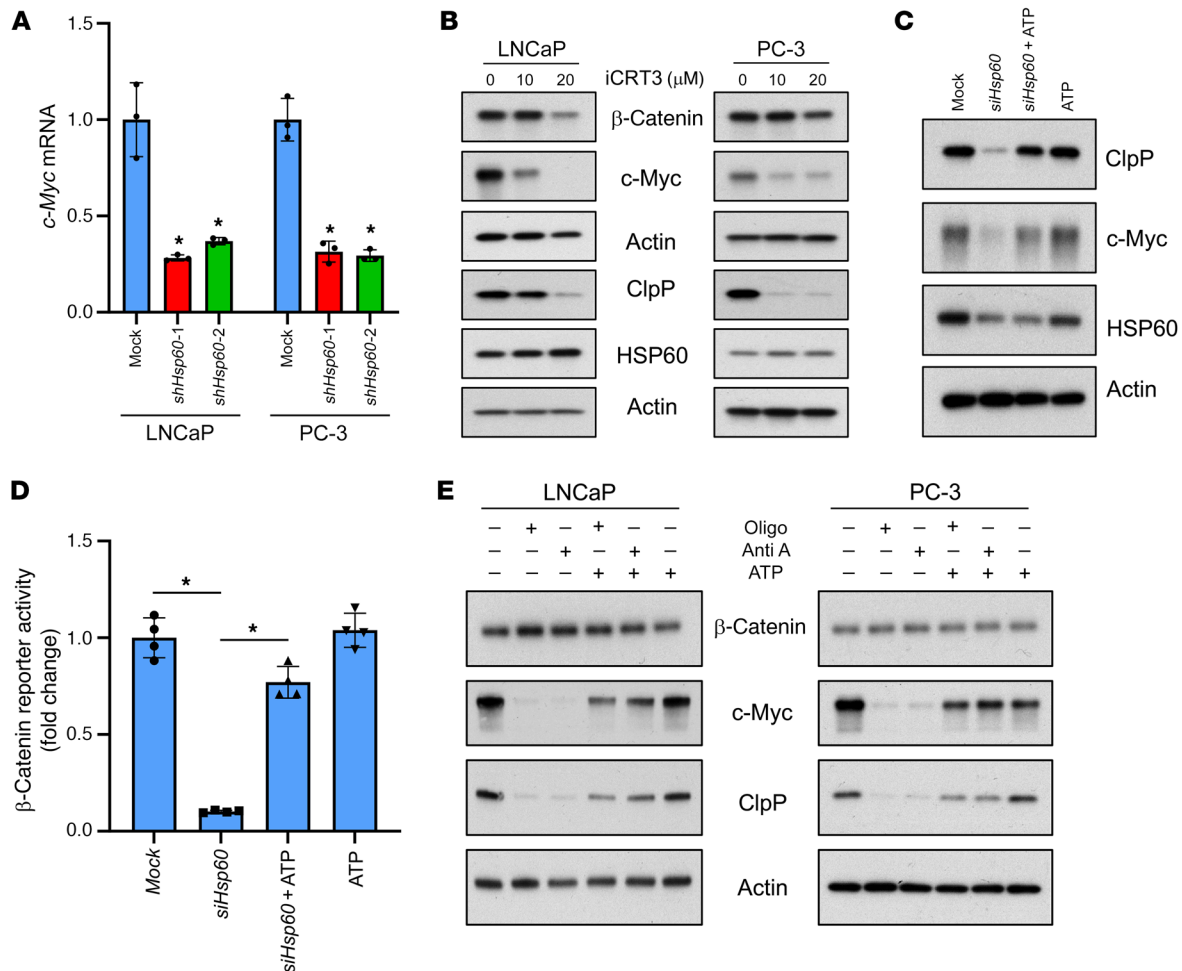 A
c-Myc mRNA
1.5
1.0
0.5
0.0
Mock
shHsp60-1
shHsp60-2
Mock
shHsp60-1
shHsp60-2
* * * *
LNCaP PC-3
B
LNCaP PC-3
0 10 20 iCRT3 (μM) 0 10 20
β-Catenin
c-Myc
Actin
ClpP
HSP60
Actin
C
Mock
siHsp60
siHsp60 + ATP
ATP
ClpP
c-Myc
HSP60
Actin
D
β-Catenin reporter activity
(fold change)
1.5
1.0
0.5
0.0
* *
Mock
siHsp60
siHsp60 + ATP
ATP
E
LNCaP PC-3
– + – + – – Oligo – + – + – –
– – + – + – Anti A – – + – + –
– – – + + + ATP – – – + + +
β-Catenin
c-Myc
ClpP
Actin